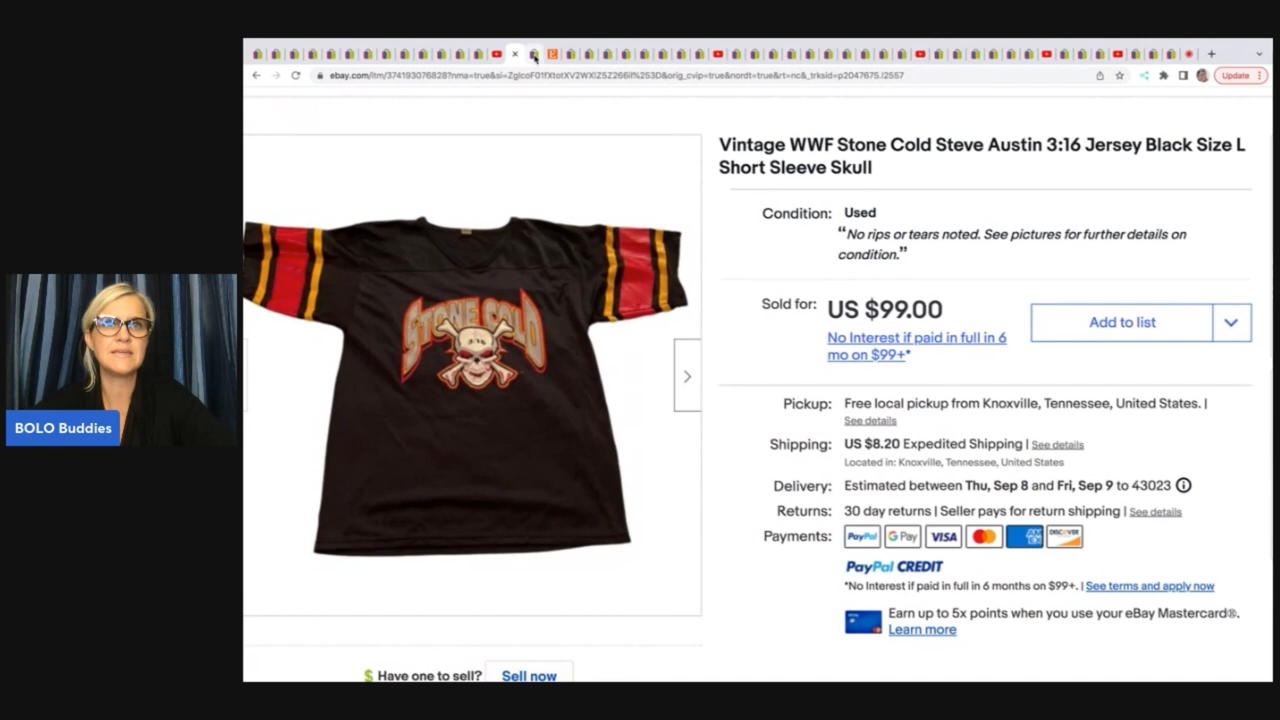 ebay.com/itm/374193076828?nma=true&si=ZglcoF01fXtotXV2WXlZ5Z266iI%253D&orig_cvip=true&nordt=true&rt=nc&_trksid=p2047675.l2557
Update
Vintage WWF Stone Cold Steve Austin 3:16 Jersey Black Size L
Short Sleeve Skull
Condition: Used
“No rips or tears noted. See pictures for further details on
condition.”
Sold for: US $99.00
No Interest if paid in full in 6
mo on $99+*
Add to list
STONE COLD
3:16
Pickup: Free local pickup from Knoxville, Tennessee, United States. |
See details
Shipping: US $8.20 Expedited Shipping | See details
Located in: Knoxville, Tennessee, United States
BOLO Buddies
Delivery: Estimated between Thu, Sep 8 and Fri, Sep 9 to 43023
Returns: 30 day returns | Seller pays for return shipping | See details
Payments: PayPal G Pay VISA AM EX DISCOVER
PayPal CREDIT
*No Interest if paid in full in 6 months on $99+. | See terms and apply now
Earn up to 5x points when you use your eBay Mastercard®.
Learn more
$ Have one to sell? Sell now